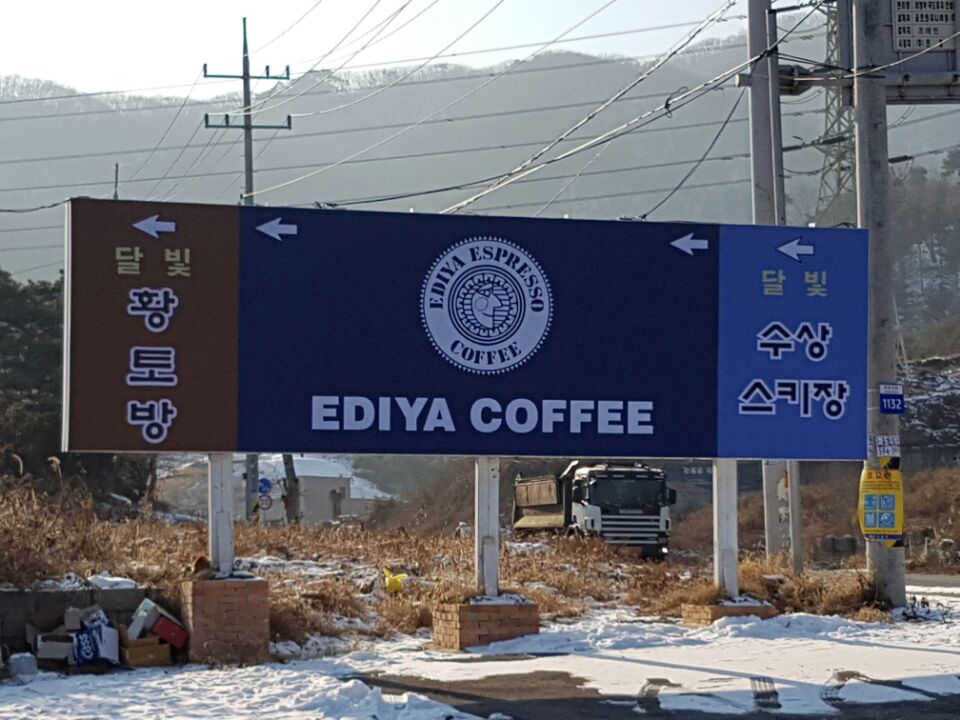 달 빛
황
토
방
EDIYA ESPRESSO
COFFEE
EDIYA COFFEE
달 빛
수상
스키장
1132